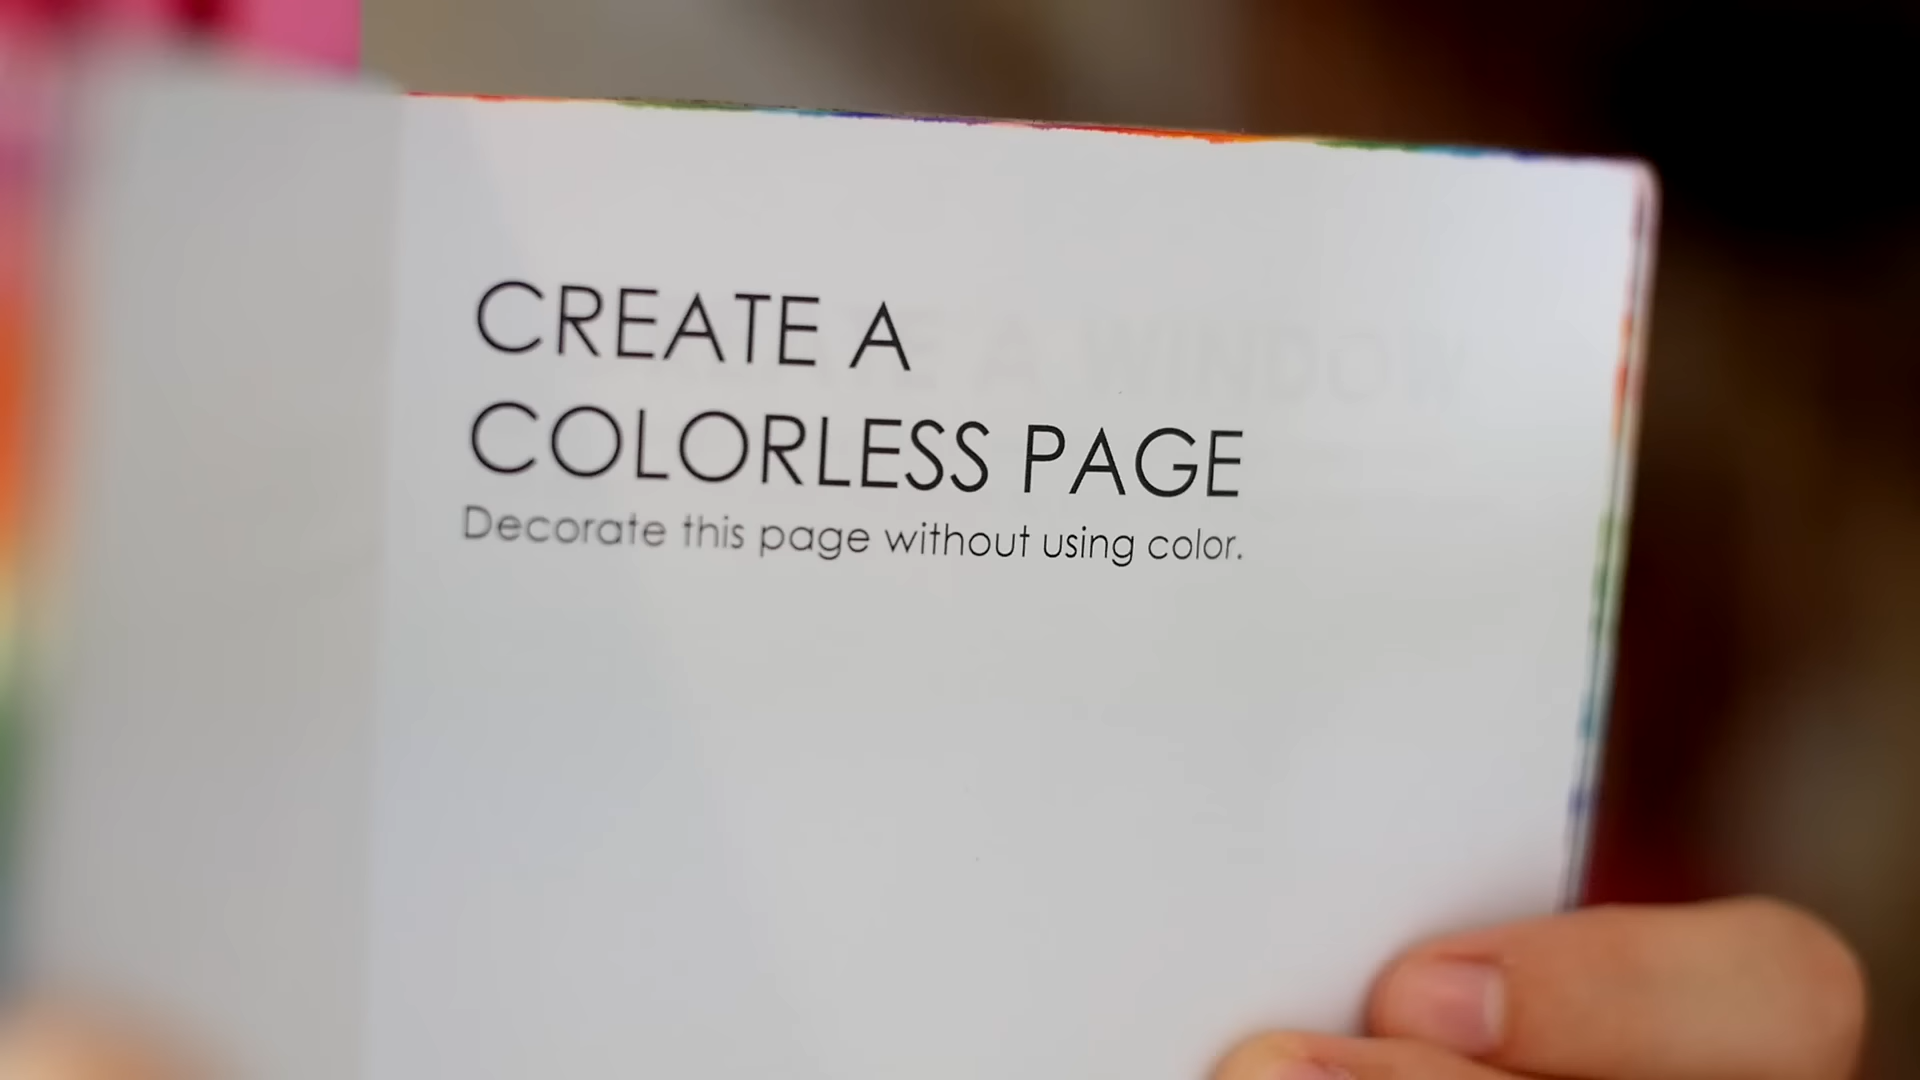 CREATE A
COLORLESS PAGE
Decorate this page without using color.